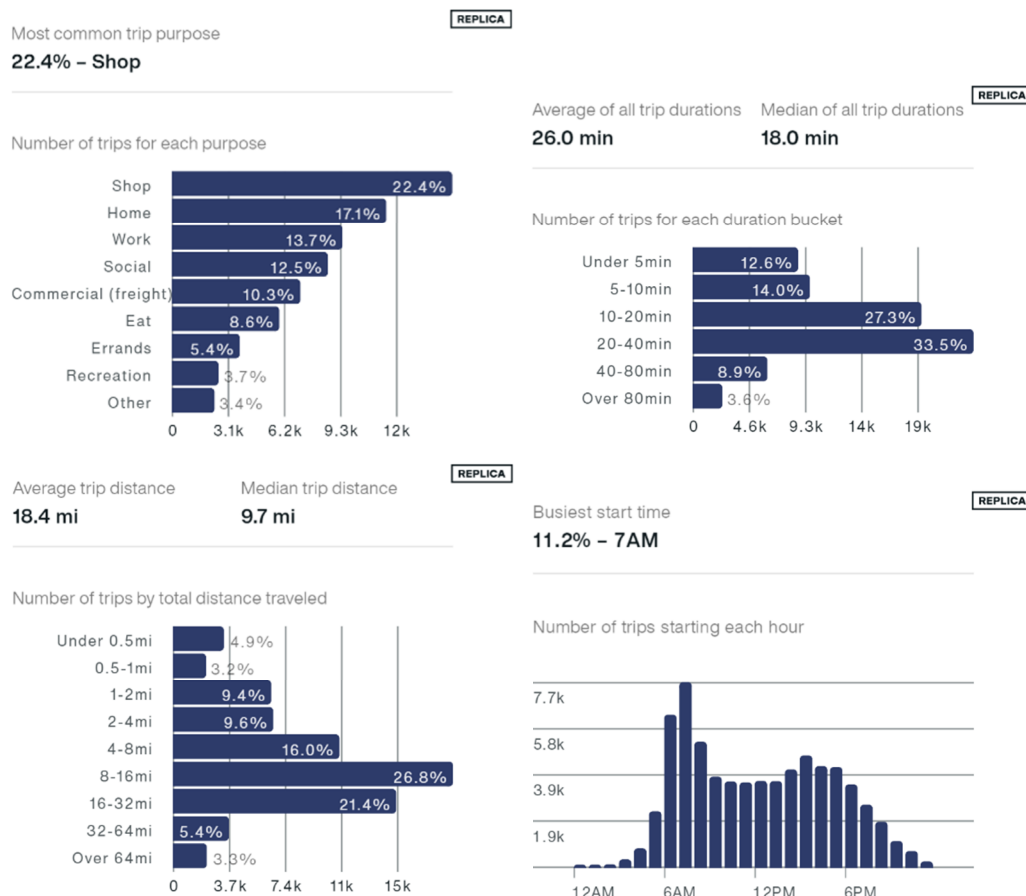 REPLICA
Most common trip purpose
22.4% – Shop
Number of trips for each purpose
Shop 22.4%
Home 17.1%
Work 13.7%
Social 12.5%
Commercial (freight) 10.3%
Eat 8.6%
Errands 5.4%
Recreation 3.7%
Other 3.4%
0 3.1k 6.2k 9.3k 12k
REPLICA
Average of all trip durations Median of all trip durations
26.0 min 18.0 min
Number of trips for each duration bucket
Under 5min 12.6%
5-10min 14.0%
10-20min 27.3%
20-40min 33.5%
40-80min 8.9%
Over 80min 3.6%
0 4.6k 9.3k 14k 19k
REPLICA
Average trip distance Median trip distance
18.4 mi 9.7 mi
Number of trips by total distance traveled
Under 0.5mi 4.9%
0.5-1mi 3.2%
1-2mi 9.4%
2-4mi 9.6%
4-8mi 16.0%
8-16mi 26.8%
16-32mi 21.4%
32-64mi 5.4%
Over 64mi 3.3%
0 3.7k 7.4k 11k 15k
REPLICA
Busiest start time
11.2% – 7AM
Number of trips starting each hour
7.7k
5.8k
3.9k
1.9k
12AM 6AM 12PM 6PM